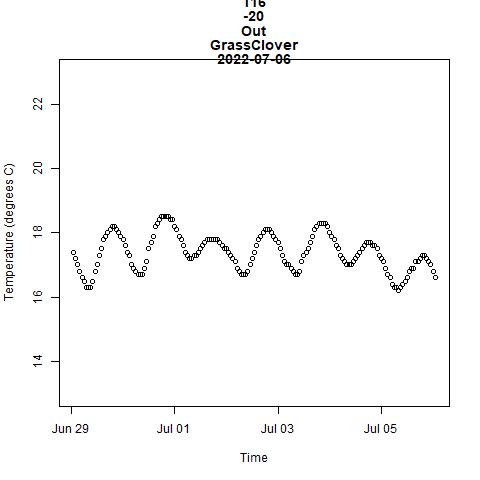 116
-20
Out
GrassClover
2022-07-06
22
20
18
16
14
Temperature (degrees C)
Jun 29
Jul 01
Jul 03
Jul 05
Time